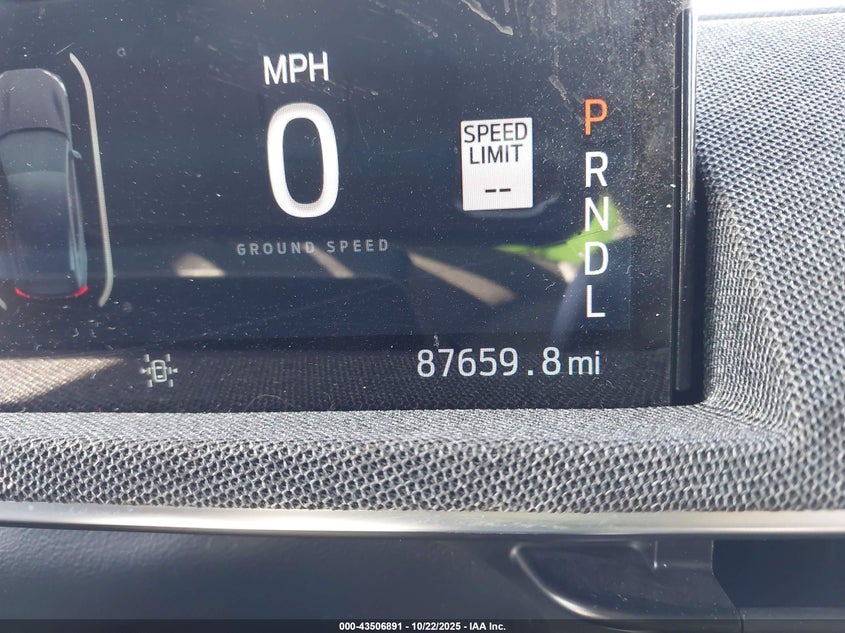 MPH
0
SPEED
LIMIT
--
GROUND SPEED
P
R
N
D
L
87659.8 mi
000-43506891 - 10/22/2025 - IAA Inc.